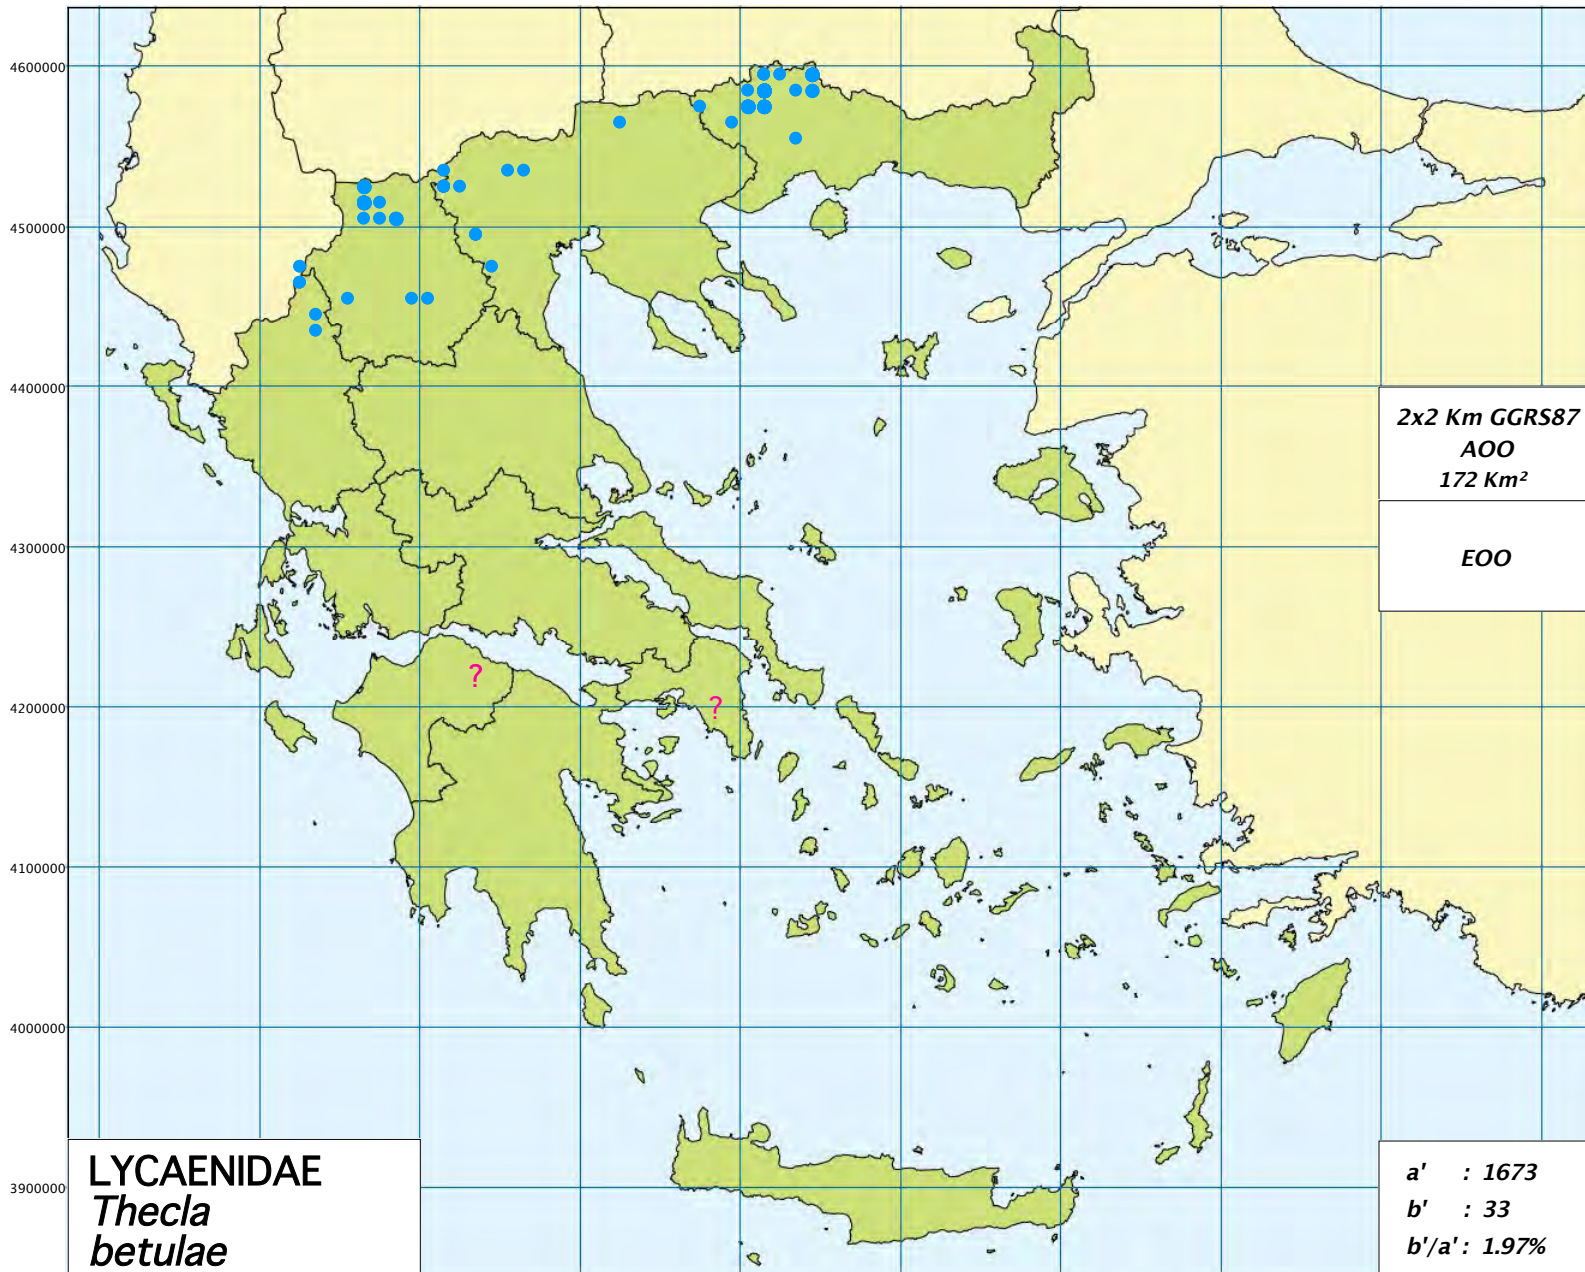 4600000
4500000
4400000
2x2 Km GGRS87
AOO
172 Km²
4300000
EOO
?
?
4200000
4100000
4000000
LYCAENIDAE
Thecla
betulae
3900000
a' : 1673
b' : 33
b'/a' : 1.97%